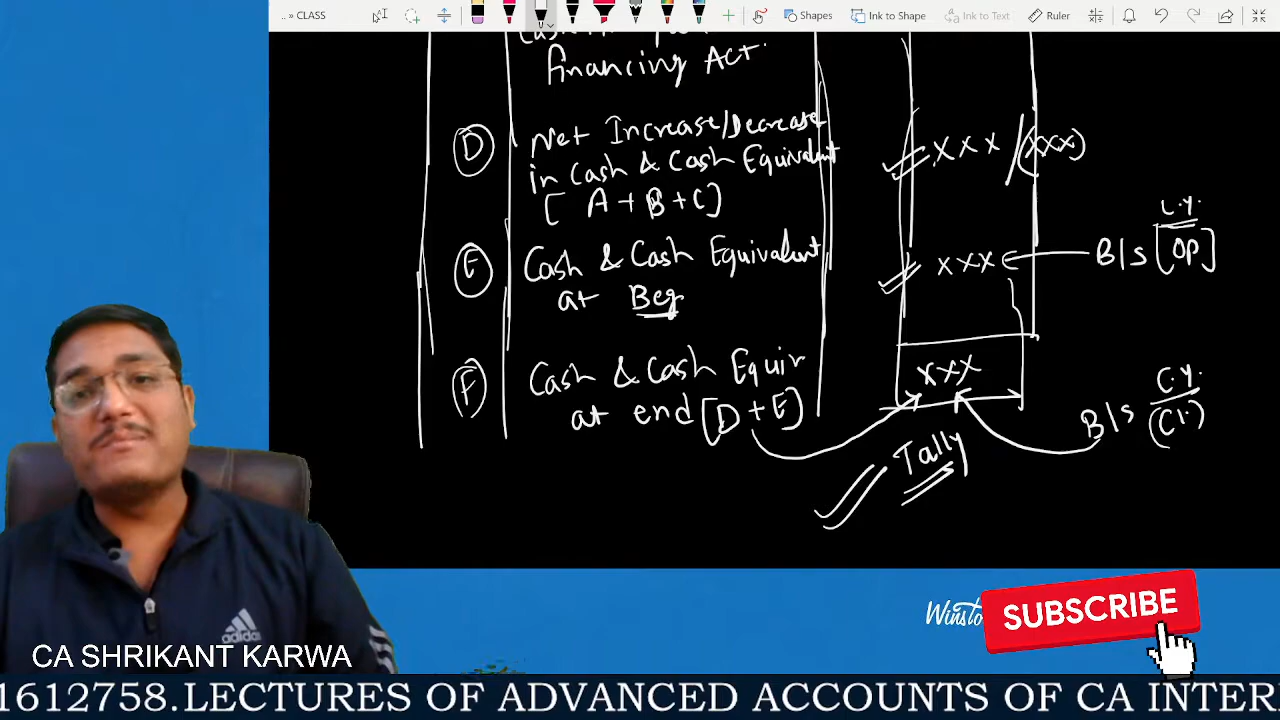 .. » CLASS
Shapes
Ink to Shape
Ink to Text
Ruler
financing Act.
D
Net Increase/Decrease
in Cash & Cash Equivalent
[ A + B + C ]
XXX / (XXX)
E
Cash & Cash Equivalent
at Beg
XXX
L.Y.
B/s [OP]
F
Cash & Cash Equiv
at end [D + E]
XXX
C.Y.
B/s (Cl.)
Tally
Winsto
SUBSCRIBE
adidas
CA SHRIKANT KARWA
1612758.LECTURES OF ADVANCED ACCOUNTS OF CA INTER